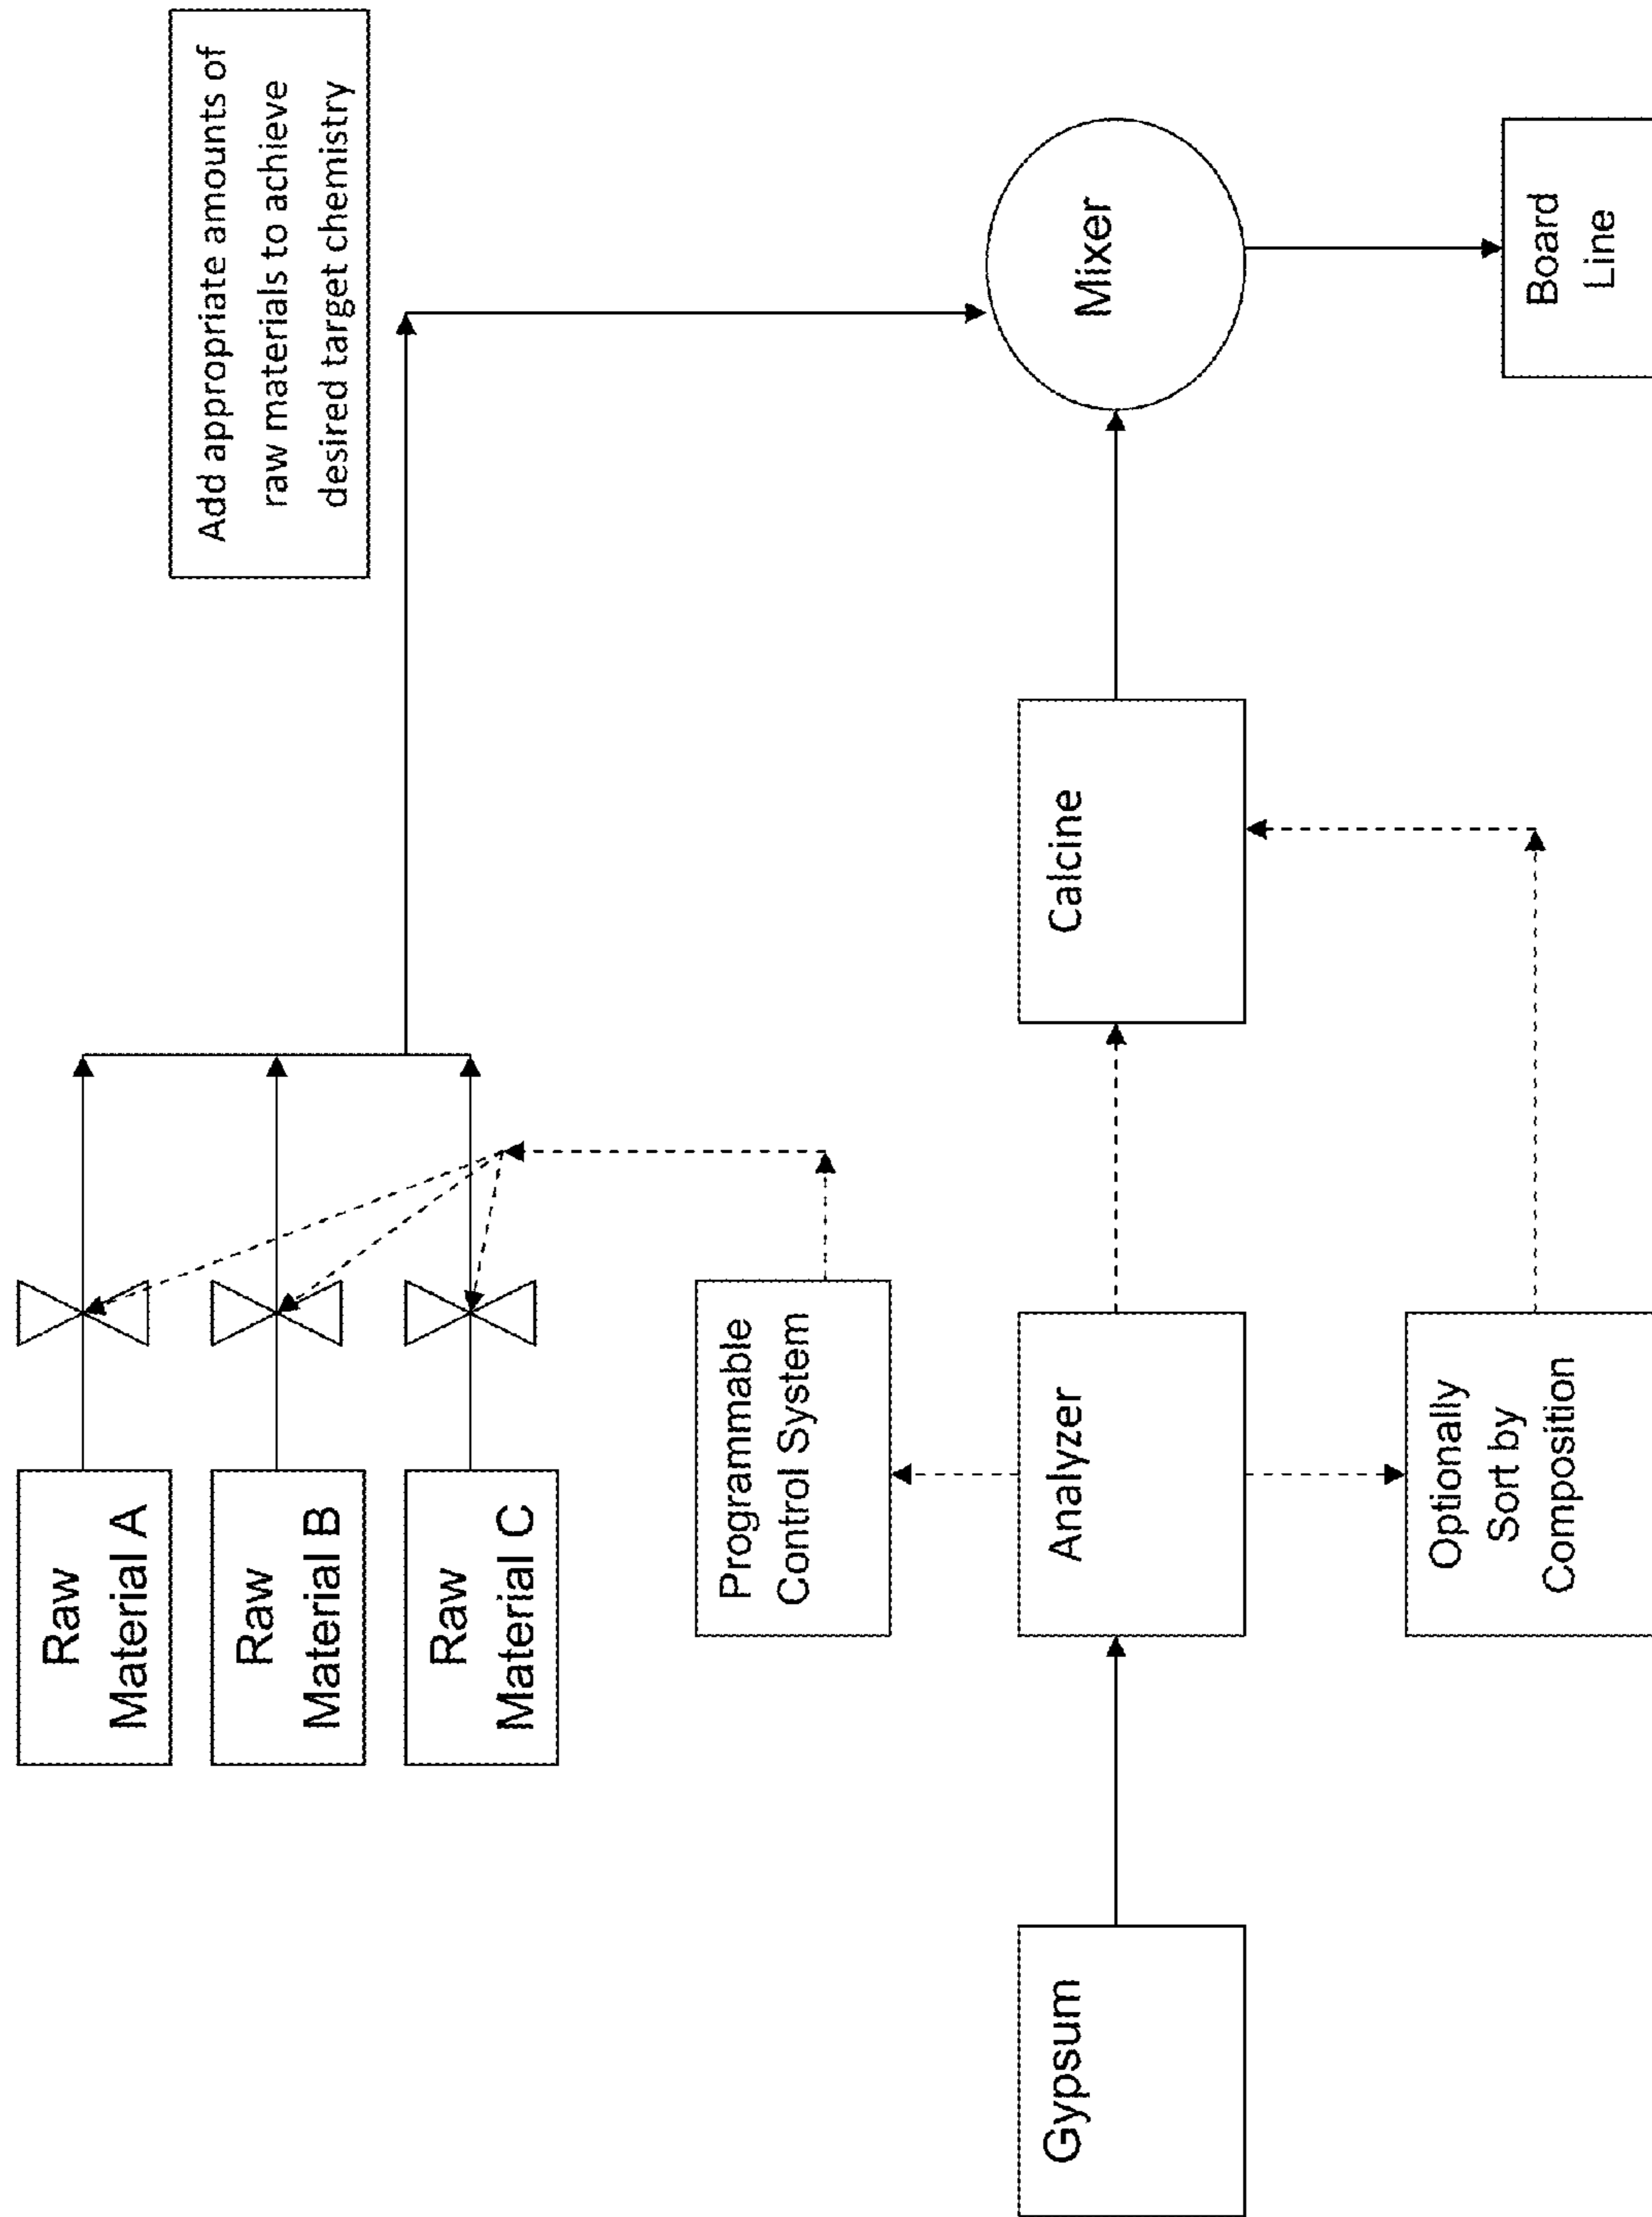 Raw
Material A
Raw
Material B
Raw
Material C
Add appropriate amounts of
raw materials to achieve
desired target chemistry
Programmable
Control System
Gypsum
Analyzer
Calcine
Mixer
Optionally
Sort by
Composition
Board
Line